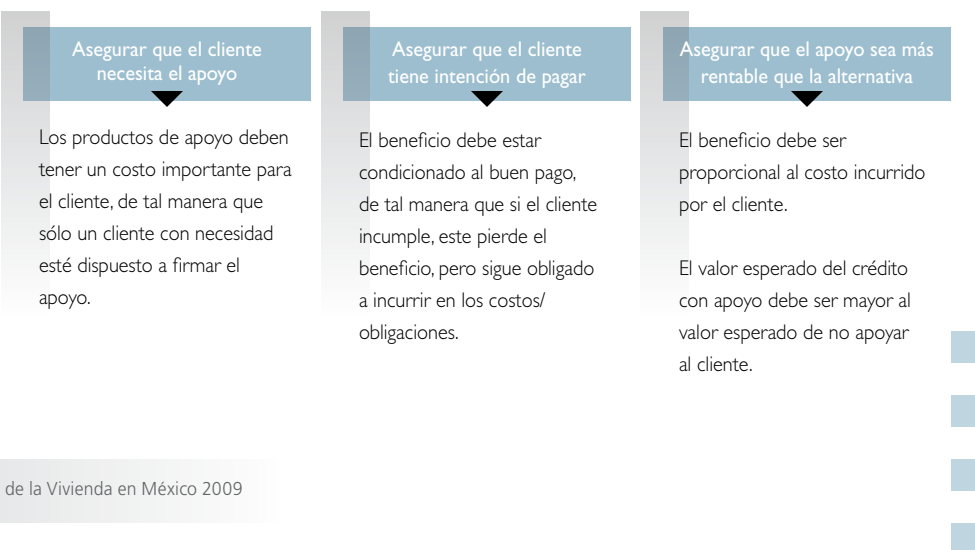 Asegurar que el cliente
necesita el apoyo
Los productos de apoyo deben
tener un costo importante para
el cliente, de tal manera que
sólo un cliente con necesidad
esté dispuesto a firmar el
apoyo.
Asegurar que el cliente
tiene intención de pagar
El beneficio debe estar
condicionado al buen pago,
de tal manera que si el cliente
incumple, este pierde el
beneficio, pero sigue obligado
a incurrir en los costos/
obligaciones.
Asegurar que el apoyo sea más
rentable que la alternativa
El beneficio debe ser
proporcional al costo incurrido
por el cliente.
El valor esperado del crédito
con apoyo debe ser mayor al
valor esperado de no apoyar
al cliente.
de la Vivienda en México 2009